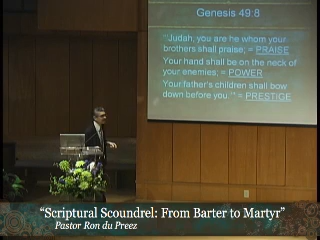 Genesis 49:8
"'Judah, you are he whom your
brothers shall praise; = PRAISE
Your hand shall be on the neck of
your enemies; = POWER
Your father's children shall bow
down before you.'" = PRESTIGE
"Scriptural Scoundrel: From Barter to Martyr"
Pastor Ron du Preez